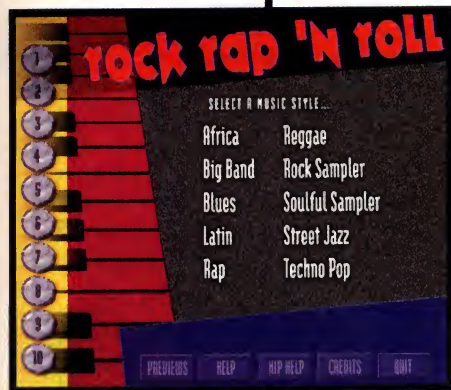 rock rap 'N roll
SELECT A MUSIC STYLE...
Africa
Big Band
Blues
Latin
Rap
Reggae
Rock Sampler
Soulful Sampler
Street Jazz
Techno Pop
1
2
3
4
5
6
7
8
9
10
PREVIEWS HELP HIP HELP CREDITS QUIT